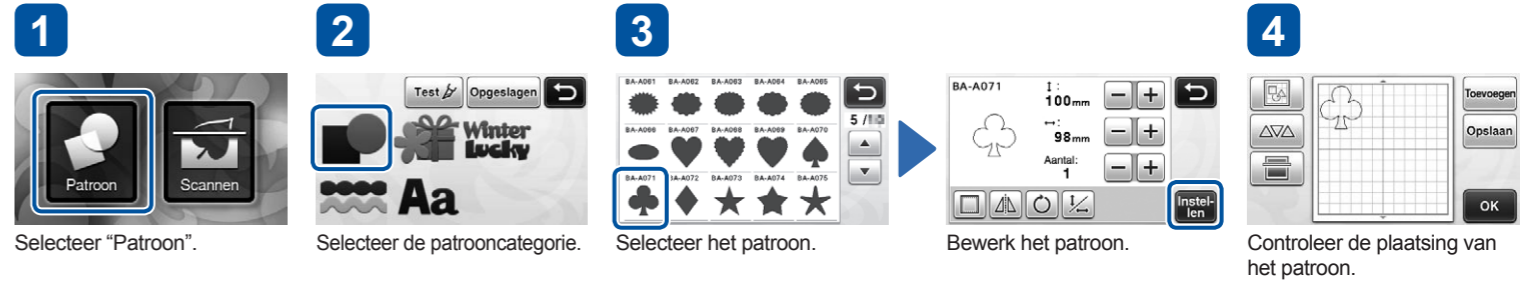 1
2
3
4
Patroon
Scannen
Selecteer “Patroon”.
Test
Opgeslagen
Winter
Lucky
Aa
Selecteer de patrooncategorie.
BA-A061 BA-A062 BA-A063 BA-A064 BA-A065
5 /
BA-A066 BA-A067 BA-A068 BA-A069 BA-A070
BA-A071 BA-A072 BA-A073 BA-A074 BA-A075
Selecteer het patroon.
BA-A071
100mm
98mm
Aantal:
1
Instel-
len
Bewerk het patroon.
Toevoegen
Opslaan
OK
Controleer de plaatsing van
het patroon.